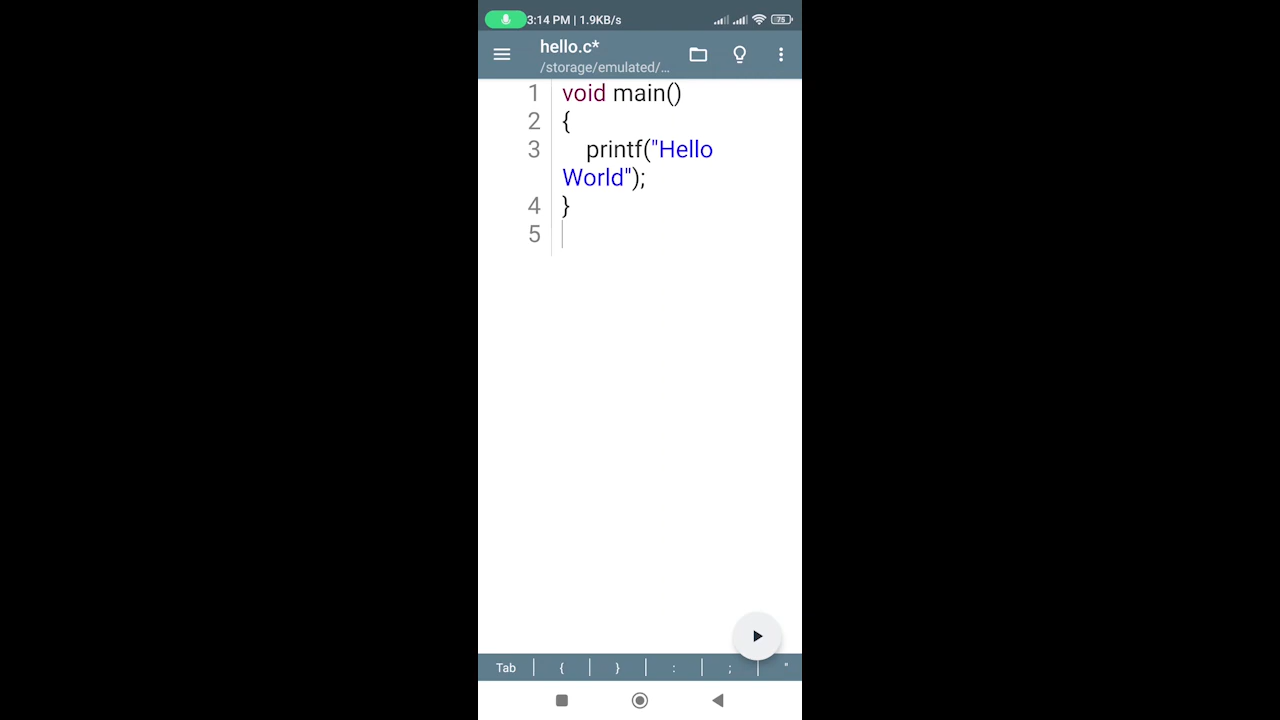 3:14 PM | 1.9KB/s 75
hello.c*
/storage/emulated/...
1 void main()
2 {
3 printf("Hello
World");
4 }
5
Tab { } : ; "